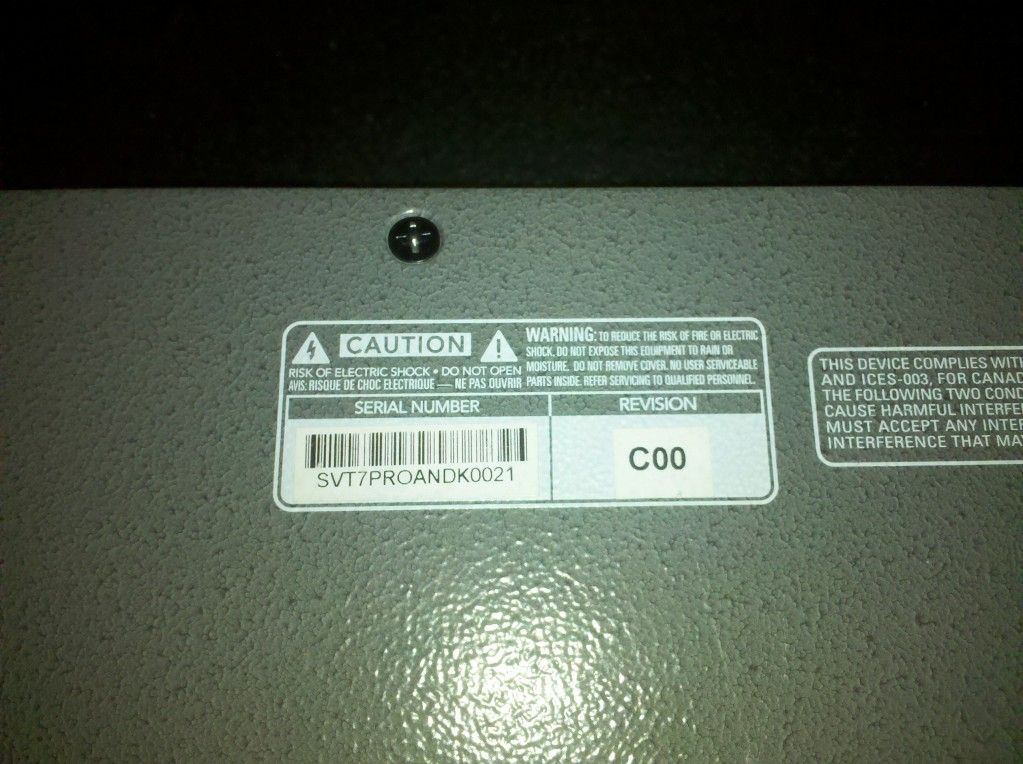 CAUTION
RISK OF ELECTRIC SHOCK • DO NOT OPEN
AVIS: RISQUE DE CHOC ELECTRIQUE — NE PAS OUVRIR
WARNING: TO REDUCE THE RISK OF FIRE OR ELECTRIC
SHOCK, DO NOT EXPOSE THIS EQUIPMENT TO RAIN OR
MOISTURE. DO NOT REMOVE COVER. NO USER SERVICEABLE
PARTS INSIDE. REFER SERVICING TO QUALIFIED PERSONNEL.
SERIAL NUMBER
SVT7PROANDK0021
REVISION
C00
THIS DEVICE COMPLIES WITH
AND ICES-003, FOR CANAD
THE FOLLOWING TWO COND
CAUSE HARMFUL INTERFE
MUST ACCEPT ANY INTE
INTERFERENCE THAT MA